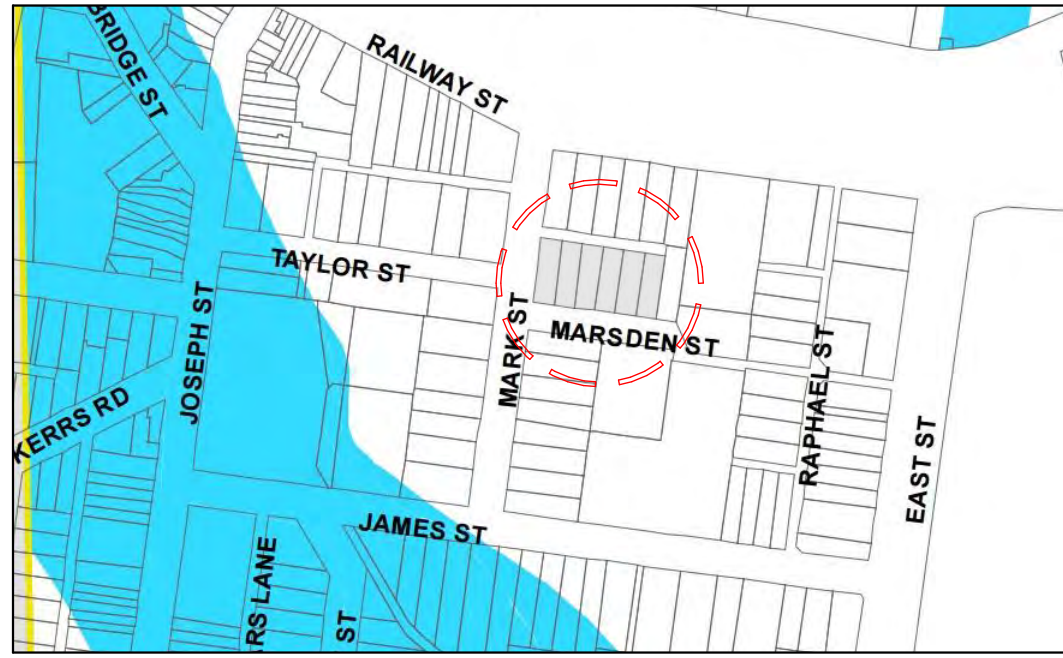 BRIDGE ST
RAILWAY ST
TAYLOR ST
MARSDEN ST
MARK ST
JOSEPH ST
KERRS RD
RAPHAEL ST
EAST ST
JAMES ST
ARS LANE
ST